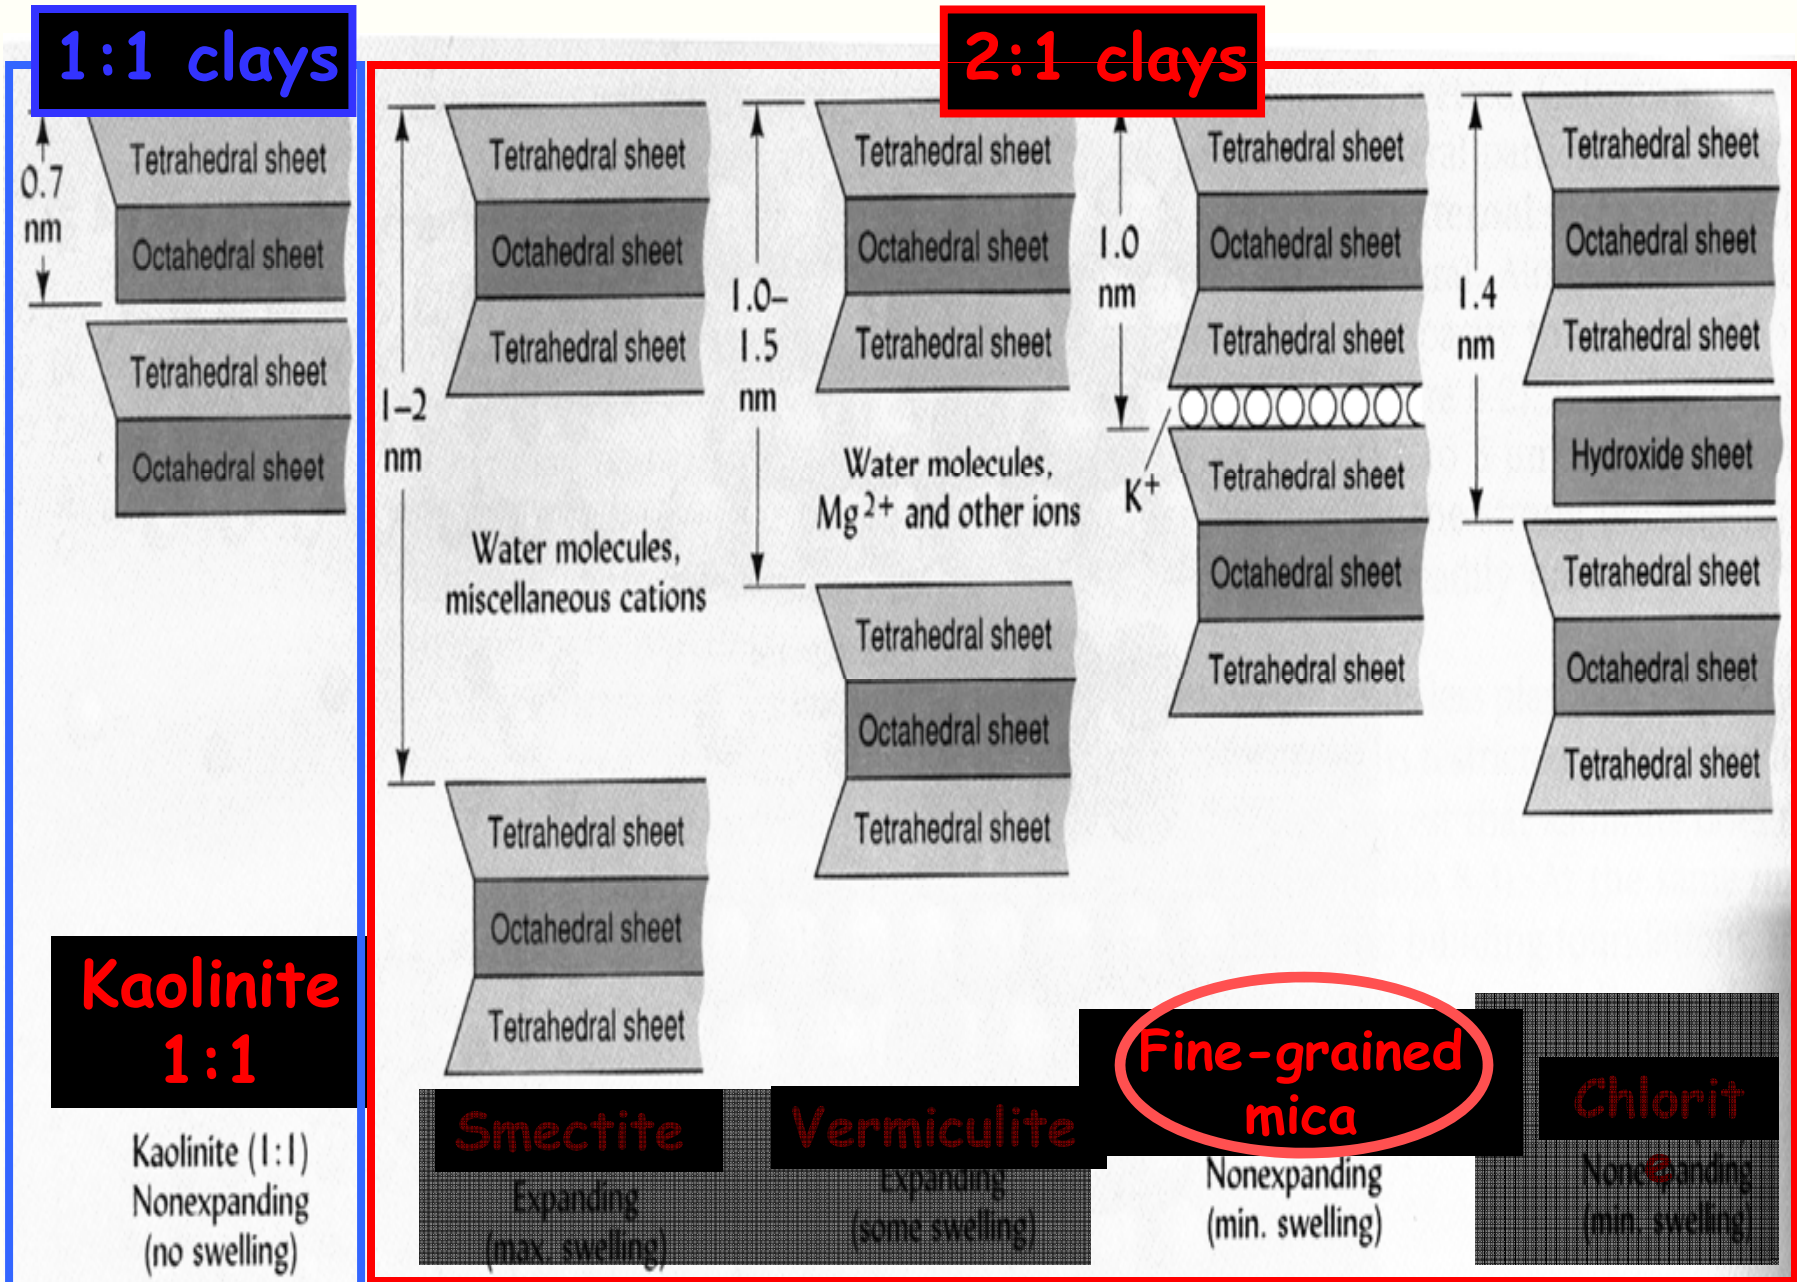 1:1 clays
2:1 clays
0.7
nm
Tetrahedral sheet
Octahedral sheet
Tetrahedral sheet
Octahedral sheet
Kaolinite
1:1
Kaolinite (1:1)
Nonexpanding
(no swelling)
1–2
nm
Tetrahedral sheet
Octahedral sheet
Tetrahedral sheet
Water molecules,
miscellaneous cations
Tetrahedral sheet
Octahedral sheet
Tetrahedral sheet
Smectite
Expanding
(max. swelling)
1.0–
1.5
nm
Tetrahedral sheet
Octahedral sheet
Tetrahedral sheet
Water molecules,
Mg2+ and other ions
Tetrahedral sheet
Octahedral sheet
Tetrahedral sheet
Vermiculite
Expanding
(some swelling)
1.0
nm
Tetrahedral sheet
Octahedral sheet
Tetrahedral sheet
K+
Tetrahedral sheet
Octahedral sheet
Tetrahedral sheet
Fine-grained
mica
Nonexpanding
(min. swelling)
1.4
nm
Tetrahedral sheet
Octahedral sheet
Tetrahedral sheet
Hydroxide sheet
Tetrahedral sheet
Octahedral sheet
Tetrahedral sheet
Chlorit
e
Nonexpanding
(min. swelling)